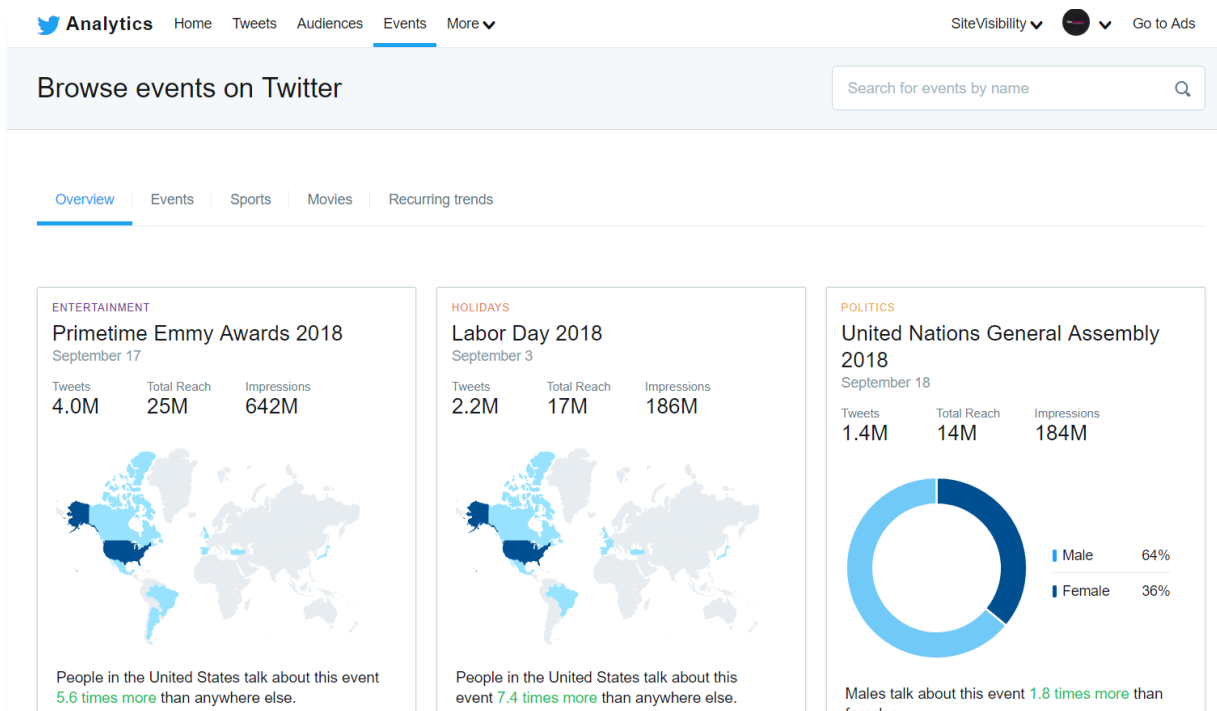 Analytics Home Tweets Audiences Events More SiteVisibility Go to Ads
Browse events on Twitter
Search for events by name
Overview Events Sports Movies Recurring trends
ENTERTAINMENT
Primetime Emmy Awards 2018
September 17
Tweets Total Reach Impressions
4.0M 25M 642M
People in the United States talk about this event
5.6 times more than anywhere else.
HOLIDAYS
Labor Day 2018
September 3
Tweets Total Reach Impressions
2.2M 17M 186M
People in the United States talk about this
event 7.4 times more than anywhere else.
POLITICS
United Nations General Assembly
2018
September 18
Tweets Total Reach Impressions
1.4M 14M 184M
Male 64%
Female 36%
Males talk about this event 1.8 times more than